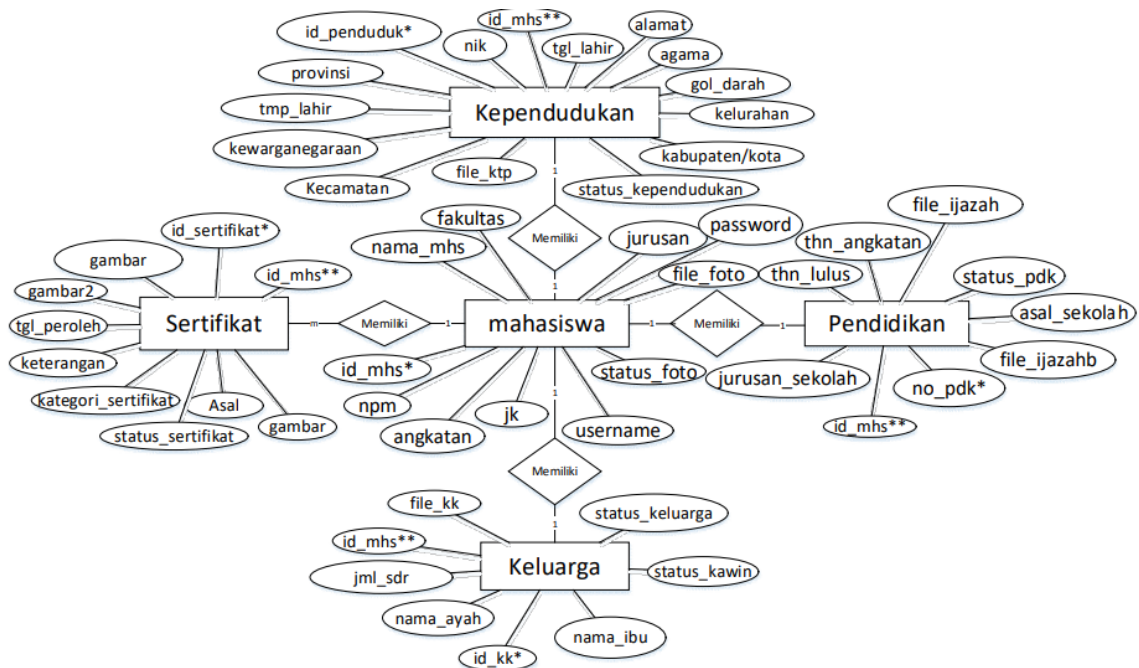 id_mhs**
alamat
id_penduduk*
nik
tgl_lahir
agama
provinsi
gol_darah
tmp_lahir
Kependudukan
kelurahan
kewarganegaraan
kabupaten/kota
file_ktp
Kecamatan
status_kependudukan
1
file_ijazah
fakultas
password
id_sertifikat*
Memiliki
jurusan
thn_angkatan
nama_mhs
gambar
id_mhs**
file_foto
thn_lulus
status_pdk
gambar2
1
tgl_peroleh
Sertifikat
m
Memiliki
1
mahasiswa
1
Memiliki
1
Pendidikan
asal_sekolah
keterangan
file_ijazahb
id_mhs*
status_foto
jurusan_sekolah
kategori_sertifikat
Asal
npm
1
jk
no_pdk*
gambar
status_sertifikat
angkatan
username
id_mhs**
Memiliki
file_kk
status_keluarga
1
id_mhs**
Keluarga
jml_sdr
status_kawin
nama_ayah
nama_ibu
id_kk*